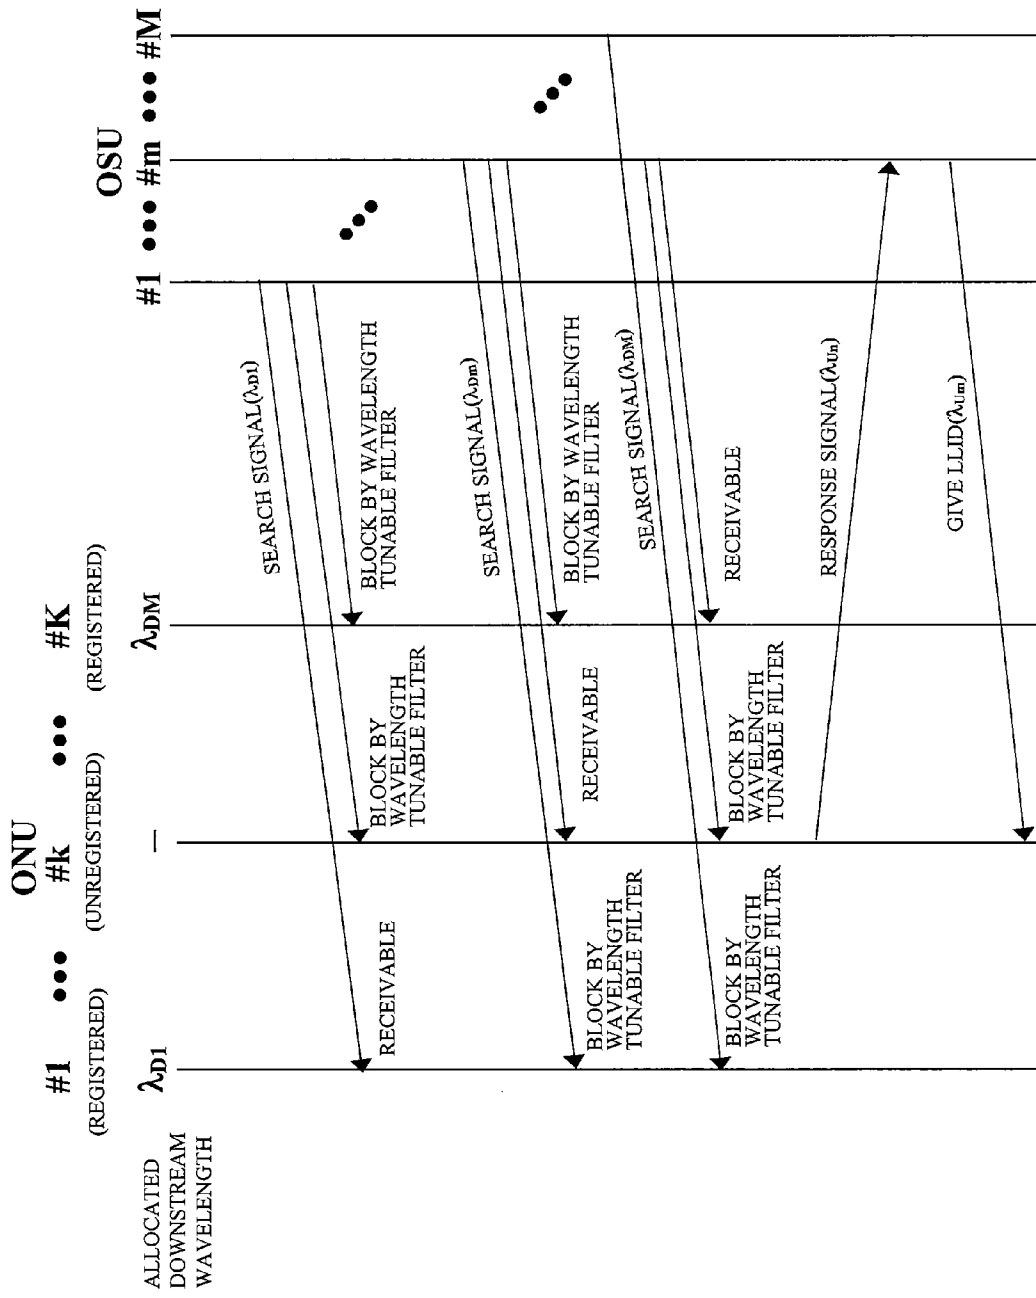 ONU
OSU
#1 ••• #k ••• #K
#1 ••• #m ••• #M
(REGISTERED) (UNREGISTERED) (REGISTERED)
ALLOCATED
DOWNSTREAM
WAVELENGTH
λD1
—
λDM
SEARCH SIGNAL(λD1)
BLOCK BY WAVELENGTH
TUNABLE FILTER
BLOCK BY
WAVELENGTH
TUNABLE FILTER
RECEIVABLE
SEARCH SIGNAL(λDm)
BLOCK BY WAVELENGTH
TUNABLE FILTER
RECEIVABLE
BLOCK BY
WAVELENGTH
TUNABLE FILTER
SEARCH SIGNAL(λDM)
RECEIVABLE
BLOCK BY
WAVELENGTH
TUNABLE FILTER
BLOCK BY
WAVELENGTH
TUNABLE FILTER
RESPONSE SIGNAL(λUn)
GIVE LLID(λUm)